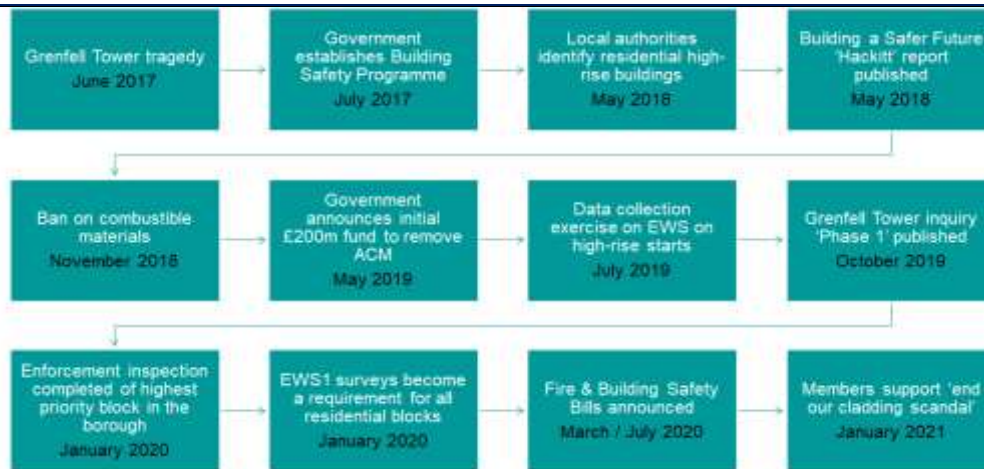 Grenfell Tower tragedy
June 2017
Government
establishes Building
Safety Programme
July 2017
Local authorities
identify residential high-
rise buildings
May 2018
Building a Safer Future
'Hackitt' report
published
May 2018
Ban on combustible
materials
November 2018
Government
announces initial
£200m fund to remove
ACM
May 2019
Data collection
exercise on EWS on
high-rise starts
July 2019
Grenfell Tower inquiry
'Phase 1' published
October 2019
Enforcement inspection
completed of highest
priority block in the
borough
January 2020
EWS1 surveys become
a requirement for all
residential blocks
January 2020
Fire & Building Safety
Bills announced
March / July 2020
Members support 'end
our cladding scandal'
January 2021